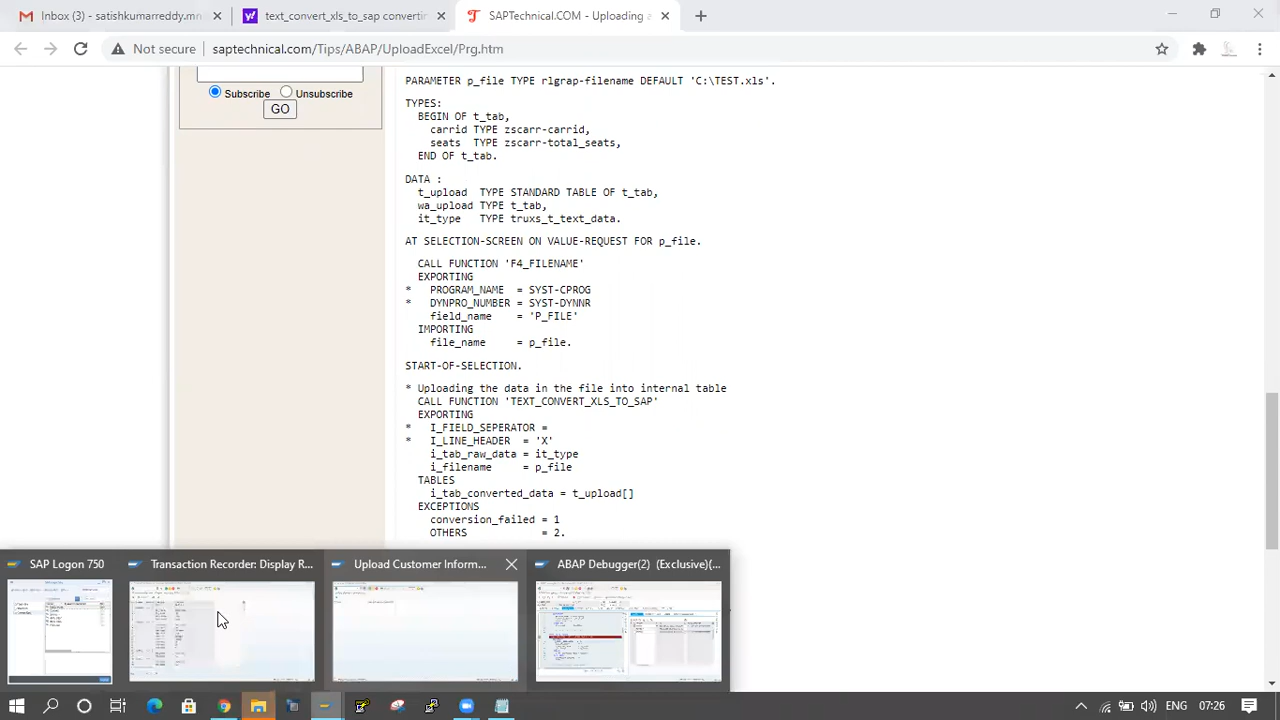 Inbox (3) - satishkumarreddy.m
text_convert_xls_to_sap convertin
SAPTechnical.COM - Uploading a
Not secure
saptechnical.com/Tips/ABAP/UploadExcel/Prg.htm
Subscribe
Unsubscribe
GO
PARAMETER p_file TYPE rlgrap-filename DEFAULT 'C:\TEST.xls'.
TYPES:
BEGIN OF t_tab,
carrid TYPE zscarr-carrid,
seats TYPE zscarr-total_seats,
END OF t_tab.
DATA :
t_upload TYPE STANDARD TABLE OF t_tab,
wa_upload TYPE t_tab,
it_type TYPE truxs_t_text_data.
AT SELECTION-SCREEN ON VALUE-REQUEST FOR p_file.
CALL FUNCTION 'F4_FILENAME'
EXPORTING
* PROGRAM_NAME = SYST-CPROG
* DYNPRO_NUMBER = SYST-DYNNR
field_name = 'P_FILE'
IMPORTING
file_name = p_file.
START-OF-SELECTION.
* Uploading the data in the file into internal table
CALL FUNCTION 'TEXT_CONVERT_XLS_TO_SAP'
EXPORTING
* I_FIELD_SEPERATOR =
* I_LINE_HEADER = 'X'
i_tab_raw_data = it_type
i_filename = p_file
TABLES
i_tab_converted_data = t_upload[]
EXCEPTIONS
conversion_failed = 1
OTHERS = 2.
SAP Logon 750
Transaction Recorder: Display R...
Upload Customer Inform...
ABAP Debugger(2) (Exclusive)(...
ENG
07:26